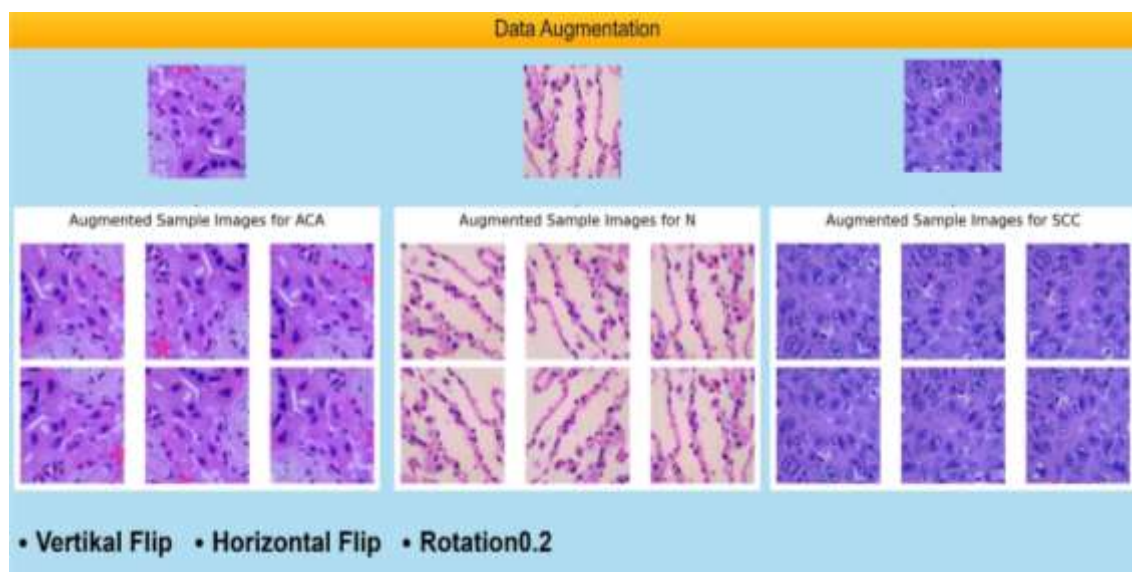 Data Augmentation
Augmented Sample Images for ACA
Augmented Sample Images for N
Augmented Sample Images for SCC
• Vertikal Flip • Horizontal Flip • Rotation0.2